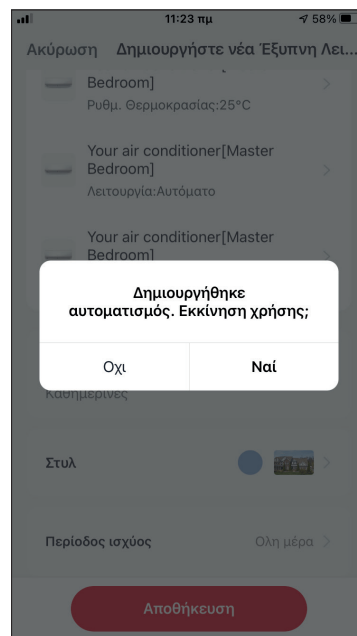 11:23 πμ
58%
Ακύρωση Δημιουργήστε νέα Έξυπνη Λει...
Bedroom]
Ρυθμ. Θερμοκρασίας:25°C
Your air conditioner[Master
Bedroom]
Λειτουργία:Αυτόματο
Your air conditioner[Master
Bedroom]
Δημιουργήθηκε
αυτοματισμός. Εκκίνηση χρήσης;
Οχι
Ναί
Καθημερινές
Στυλ
Περίοδος ισχύος
Ολη μέρα
Αποθήκευση